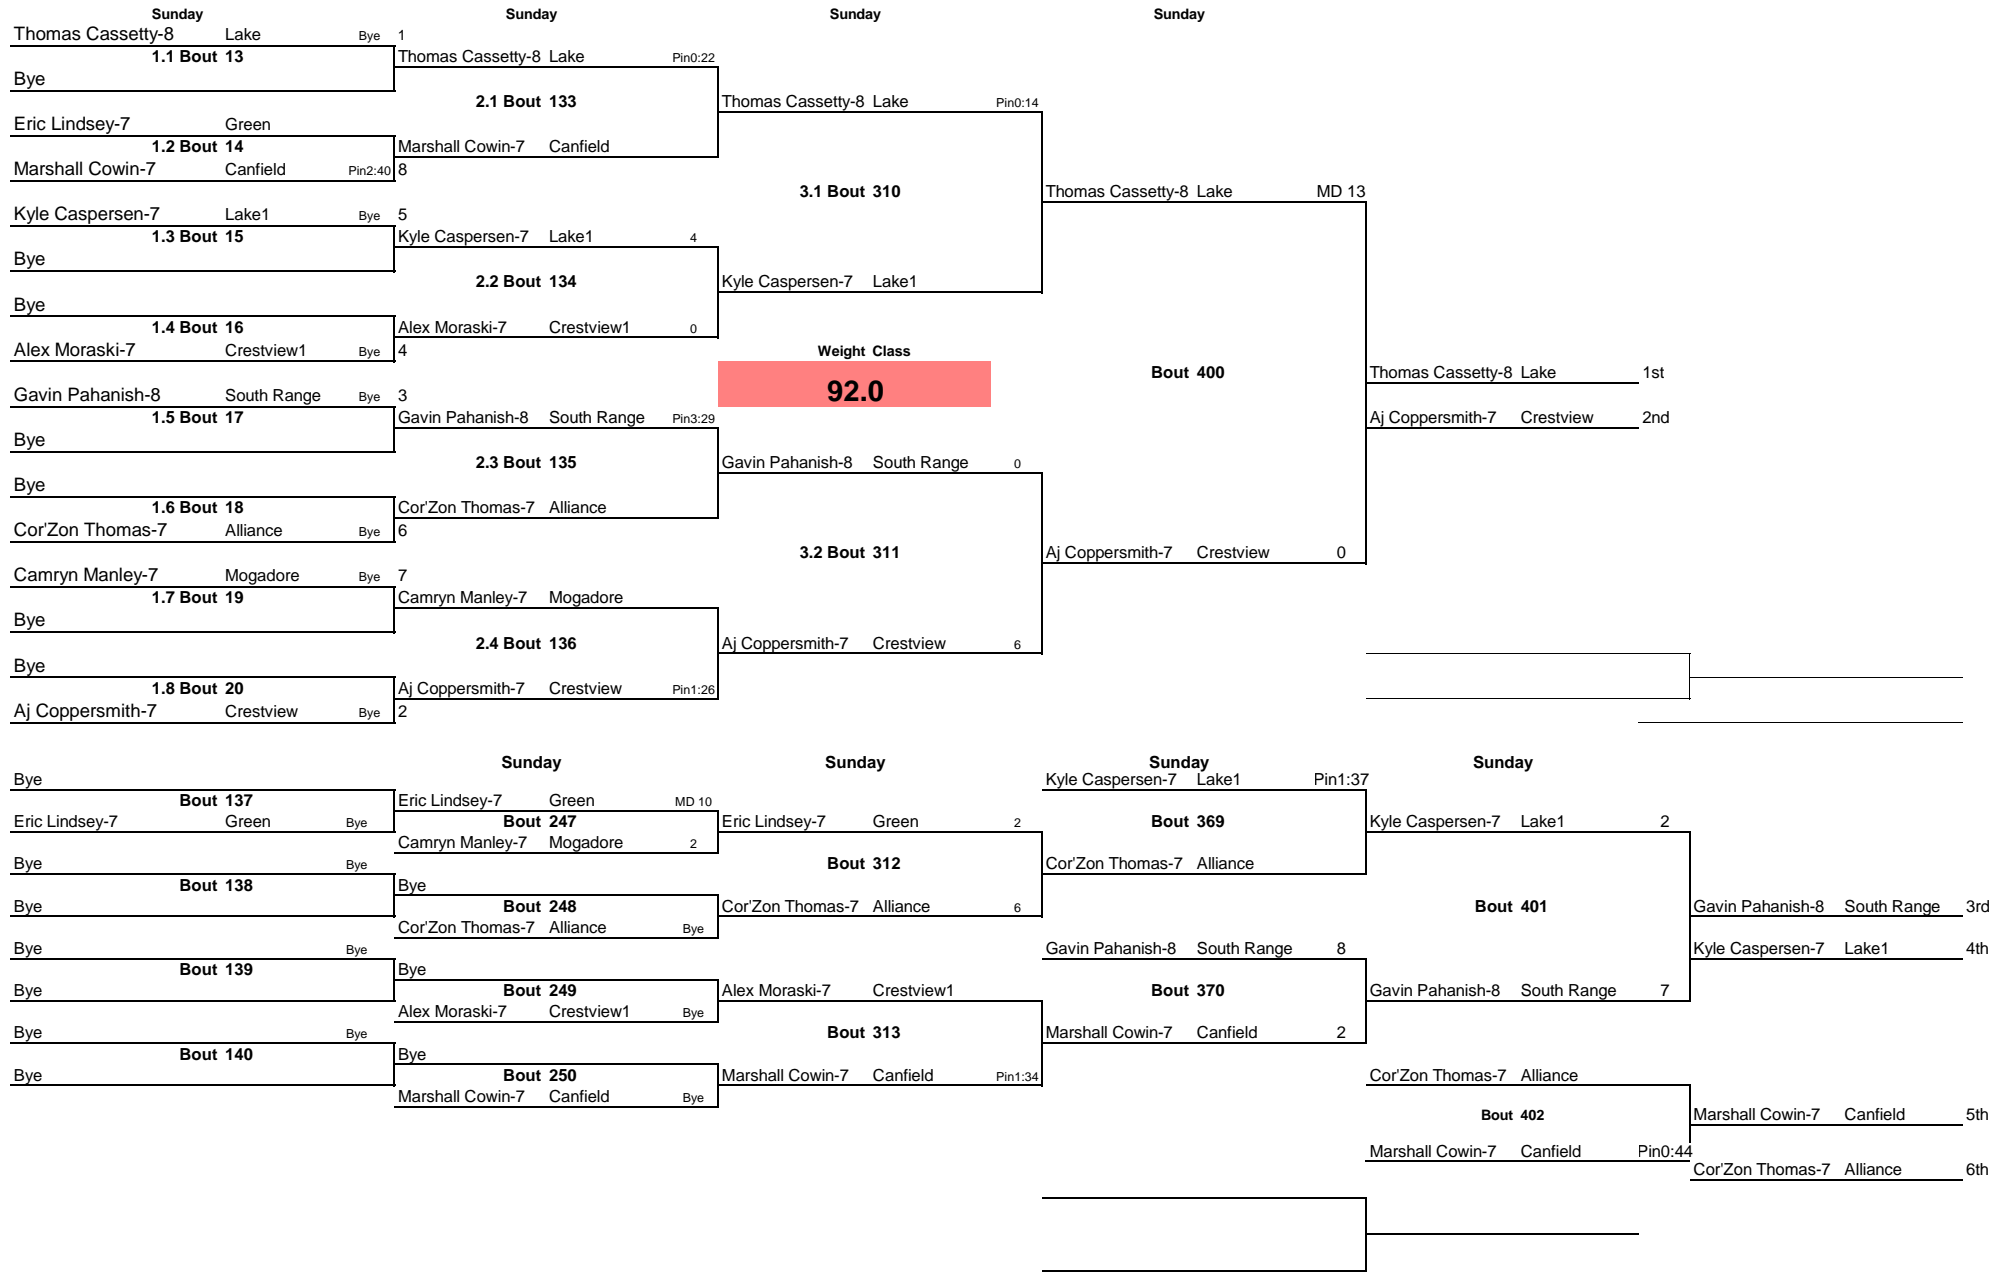 Sunday Sunday Sunday Sunday
Thomas Cassetty-8 Lake Bye 1
1.1 Bout 13 Thomas Cassetty-8 Lake Pin0:22
Bye
2.1 Bout 133 Thomas Cassetty-8 Lake Pin0:14
Eric Lindsey-7 Green
1.2 Bout 14 Marshall Cowin-7 Canfield
Marshall Cowin-7 Canfield Pin2:40 8
3.1 Bout 310 Thomas Cassetty-8 Lake MD 13
Kyle Caspersen-7 Lake1 Bye 5
1.3 Bout 15 Kyle Caspersen-7 Lake1 4
Bye
2.2 Bout 134 Kyle Caspersen-7 Lake1
Bye
1.4 Bout 16 Alex Moraski-7 Crestview1 0
Alex Moraski-7 Crestview1 Bye 4 Weight Class
Bout 400 Thomas Cassetty-8 Lake 1st
Gavin Pahanish-8 South Range Bye 3 92.0
1.5 Bout 17 Gavin Pahanish-8 South Range Pin3:29 Aj Coppersmith-7 Crestview 2nd
Bye
2.3 Bout 135 Gavin Pahanish-8 South Range 0
Bye
1.6 Bout 18 Cor'Zon Thomas-7 Alliance
Cor'Zon Thomas-7 Alliance Bye 6
3.2 Bout 311 Aj Coppersmith-7 Crestview 0
Camryn Manley-7 Mogadore Bye 7
1.7 Bout 19 Camryn Manley-7 Mogadore
Bye
2.4 Bout 136 Aj Coppersmith-7 Crestview 6
Bye
1.8 Bout 20 Aj Coppersmith-7 Crestview Pin1:26
Aj Coppersmith-7 Crestview Bye 2
Sunday Sunday Sunday Sunday
Bye Kyle Caspersen-7 Lake1 Pin1:37
Bout 137 Eric Lindsey-7 Green MD 10
Eric Lindsey-7 Green Bye Bout 247 Eric Lindsey-7 Green 2 Bout 369 Kyle Caspersen-7 Lake1 2
Camryn Manley-7 Mogadore 2
Bye Bye Bout 312 Cor'Zon Thomas-7 Alliance
Bout 138 Bye
Bye Bout 248 Cor'Zon Thomas-7 Alliance 6 Bout 401 Gavin Pahanish-8 South Range 3rd
Cor'Zon Thomas-7 Alliance Bye
Bye Bye Gavin Pahanish-8 South Range 8 Kyle Caspersen-7 Lake1 4th
Bout 139 Bye
Bye Bout 249 Alex Moraski-7 Crestview1 Bout 370 Gavin Pahanish-8 South Range 7
Alex Moraski-7 Crestview1 Bye
Bye Bye Bout 313 Marshall Cowin-7 Canfield 2
Bout 140 Bye
Bye Bout 250 Marshall Cowin-7 Canfield Pin1:34 Cor'Zon Thomas-7 Alliance
Marshall Cowin-7 Canfield Bye
Bout 402 Marshall Cowin-7 Canfield 5th
Marshall Cowin-7 Canfield Pin0:44
Cor'Zon Thomas-7 Alliance 6th